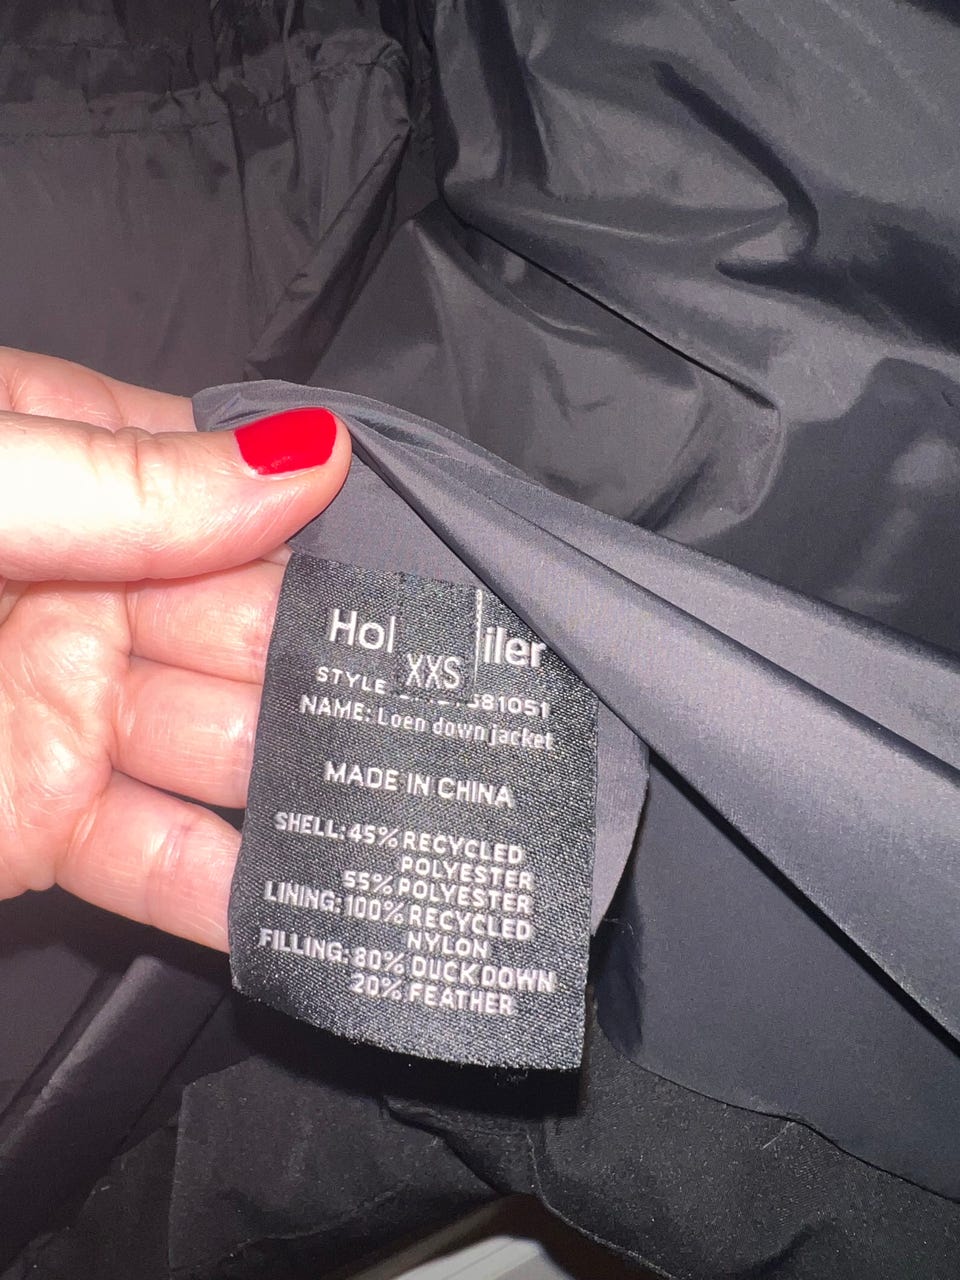 Hol iler
XXS
STYLE 581051
NAME: Loen down jacket
MADE IN CHINA
SHELL: 45% RECYCLED
POLYESTER
55% POLYESTER
LINING: 100% RECYCLED
NYLON
FILLING: 80% DUCK DOWN
20% FEATHER